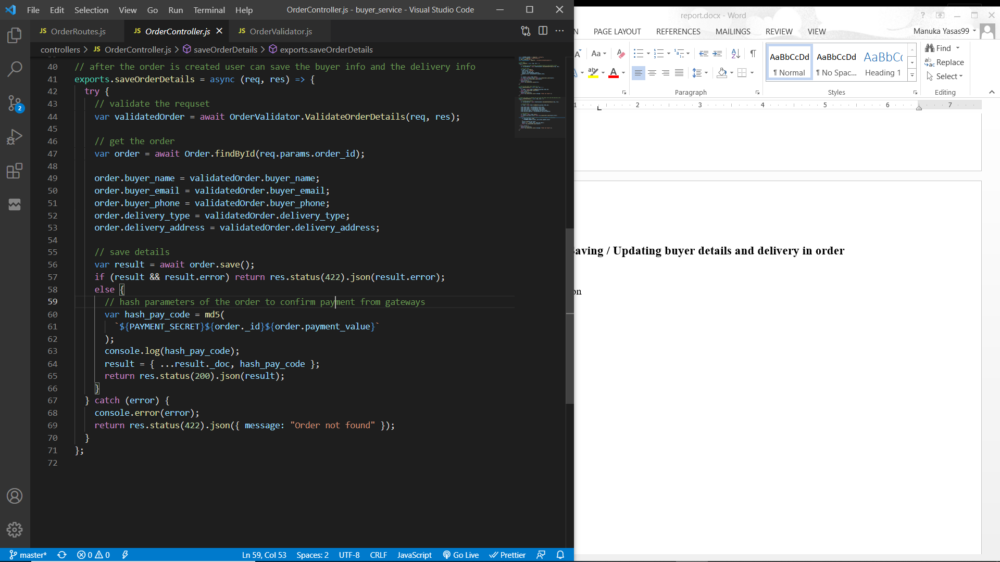 File Edit Selection View Go Run Terminal Help
OrderController.js - buyer_service - Visual Studio Code
JS OrderRoutes.js
JS OrderController.js
JS OrderValidator.js
controllers > JS OrderController.js > saveOrderDetails > exports.saveOrderDetails
40 // after the order is created user can save the buyer info and the delivery info
41 exports.saveOrderDetails = async (req, res) => {
42 try {
43 // validate the requset
44 var validatedOrder = await OrderValidator.ValidateOrderDetails(req, res);
45
46 // get the order
47 var order = await Order.findById(req.params.order_id);
48
49 order.buyer_name = validatedOrder.buyer_name;
50 order.buyer_email = validatedOrder.buyer_email;
51 order.buyer_phone = validatedOrder.buyer_phone;
52 order.delivery_type = validatedOrder.delivery_type;
53 order.delivery_address = validatedOrder.delivery_address;
54
55 // save details
56 var result = await order.save();
57 if (result && result.error) return res.status(422).json(result.error);
58 else {
59 // hash parameters of the order to confirm payment from gateways
60 var hash_pay_code = md5(
61 `${PAYMENT_SECRET}${order._id}${order.payment_value}`
62 );
63 console.log(hash_pay_code);
64 result = { ...result._doc, hash_pay_code };
65 return res.status(200).json(result);
66 }
67 } catch (error) {
68 console.error(error);
69 return res.status(422).json({ message: "Order not found" });
70 }
71 };
72
2
master* 0 0 Ln 59, Col 53 Spaces: 2 UTF-8 CRLF JavaScript Go Live Prettier
report.docx - Word
N PAGE LAYOUT REFERENCES MAILINGS REVIEW VIEW Manuka Yasas99
Aa
AaBbCcDd AaBbCcDd AaBbCc
¶ Normal ¶ No Spac... Heading 1
Find
Replace
Select
Paragraph Styles Editing
1 2 3 4 5 6 7
Saving / Updating buyer details and delivery in order
on